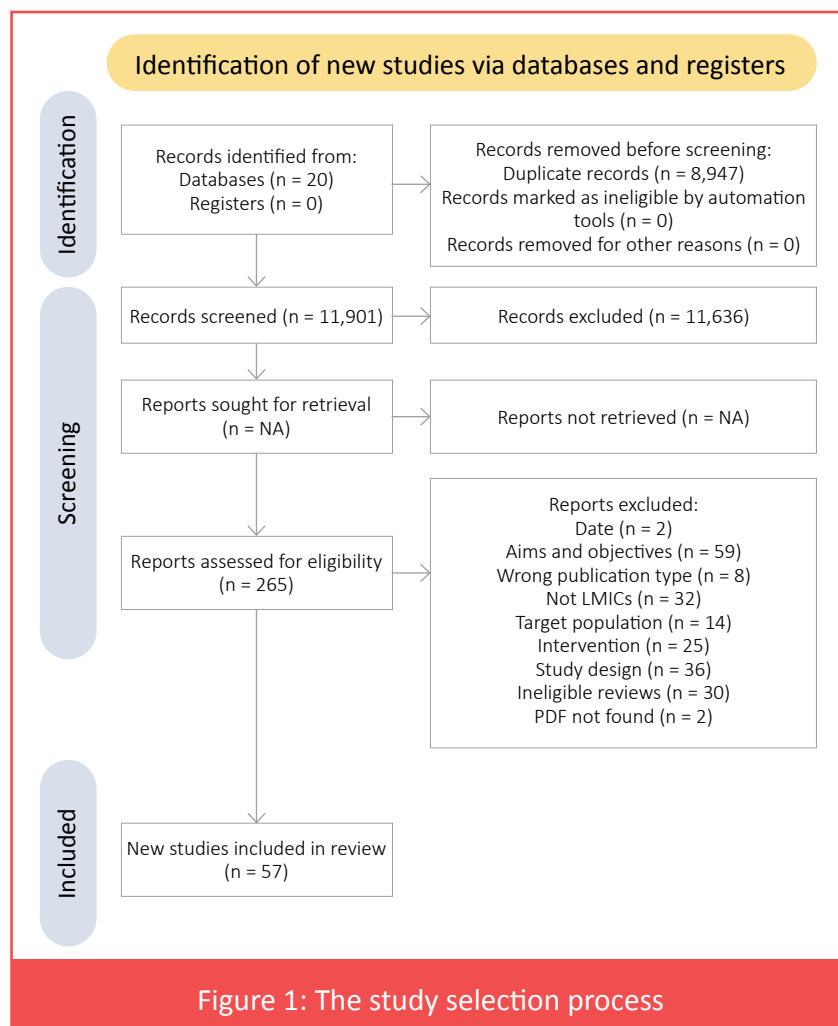 Identification of new studies via databases and registers
Identification
Records identified from:
Databases (n = 20)
Registers (n = 0)
Records removed before screening:
Duplicate records (n = 8,947)
Records marked as ineligible by automation
tools (n = 0)
Records removed for other reasons (n = 0)
Screening
Records screened (n = 11,901)
Records excluded (n = 11,636)
Reports sought for retrieval
(n = NA)
Reports not retrieved (n = NA)
Reports assessed for eligibility
(n = 265)
Reports excluded:
Date (n = 2)
Aims and objectives (n = 59)
Wrong publication type (n = 8)
Not LMICs (n = 32)
Target population (n = 14)
Intervention (n = 25)
Study design (n = 36)
Ineligible reviews (n = 30)
PDF not found (n = 2)
Included
New studies included in review
(n = 57)
Figure 1: The study selection process